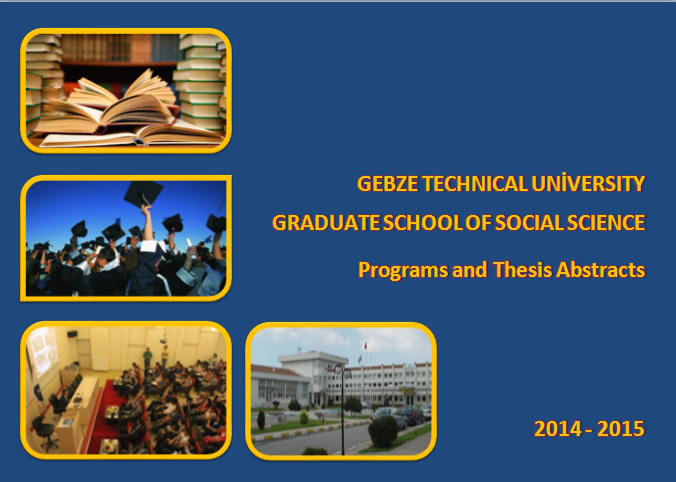 GEBZE TECHNICAL UNİVERSITY
GRADUATE SCHOOL OF SOCIAL SCIENCE
Programs and Thesis Abstracts
2014 - 2015